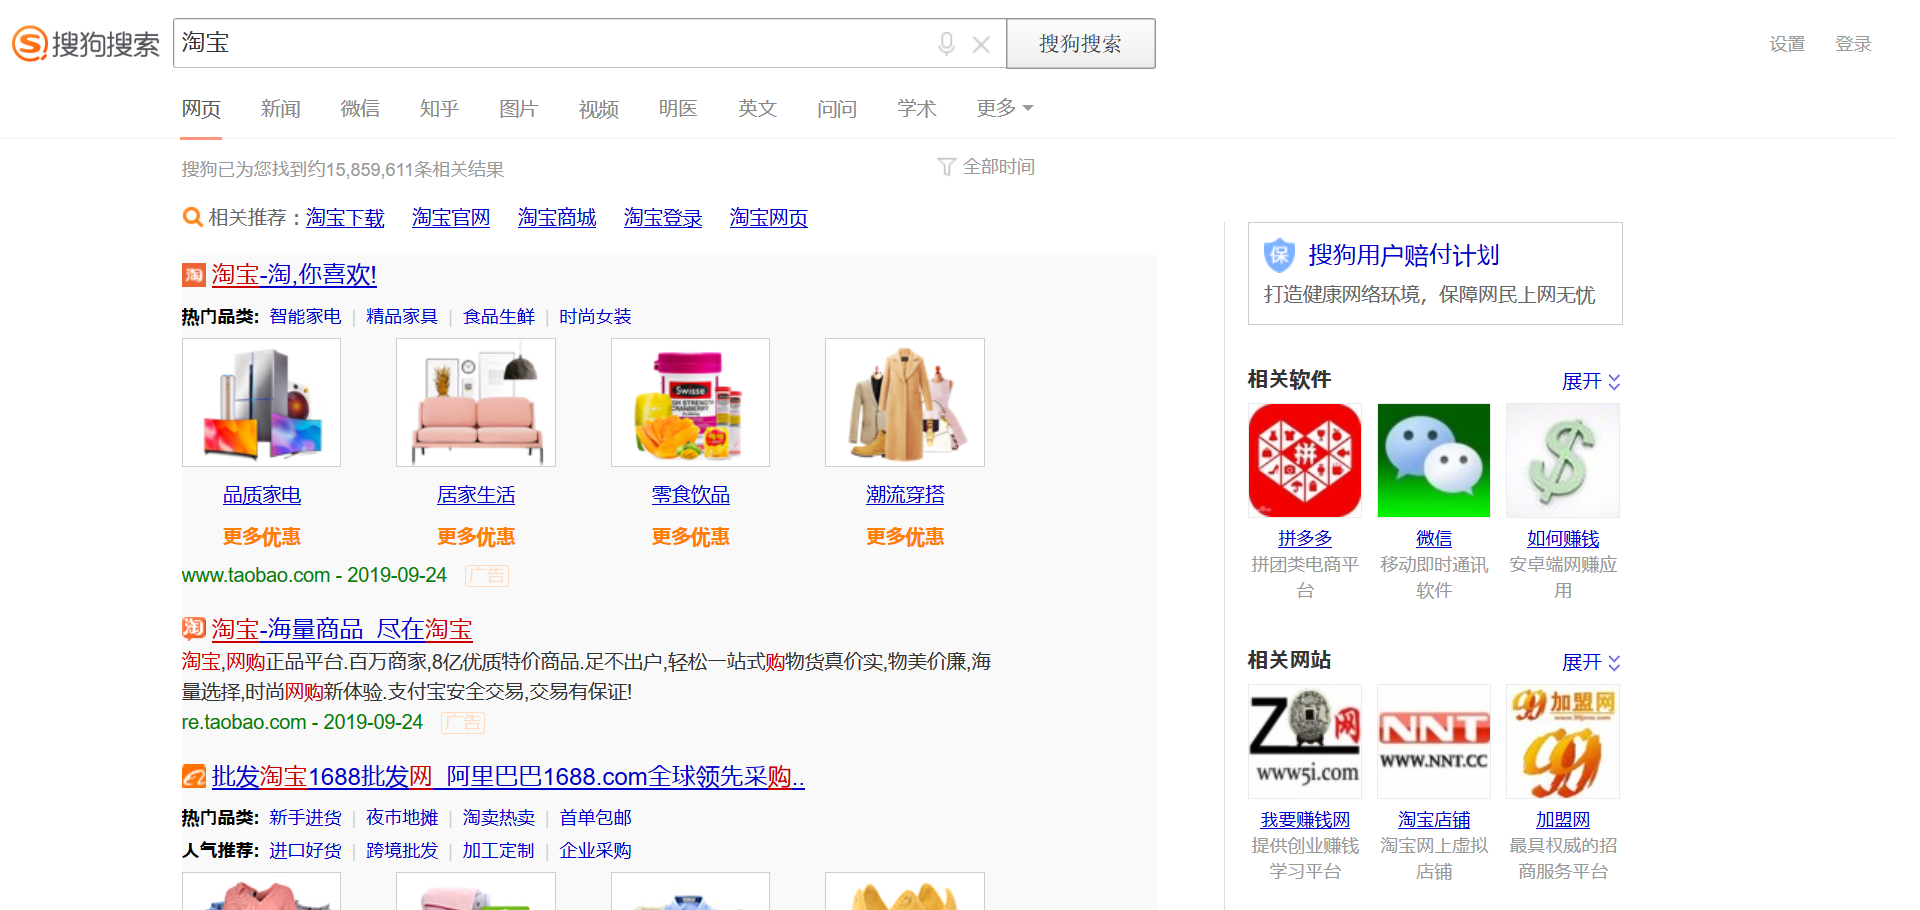 搜狗搜索
淘宝
搜狗搜索
设置 登录
网页 新闻 微信 知乎 图片 视频 明医 英文 问问 学术 更多
搜狗已为您找到约15,859,611条相关结果
全部时间
相关推荐：淘宝下载 淘宝官网 淘宝商城 淘宝登录 淘宝网页
淘 淘宝-淘,你喜欢!
热门品类: 智能家电 | 精品家具 | 食品生鲜 | 时尚女装
Swisse
HIGH STRENGTH
CRANBERRY
品质家电 居家生活 零食饮品 潮流穿搭
更多优惠 更多优惠 更多优惠 更多优惠
www.taobao.com - 2019-09-24 广告
淘 淘宝-海量商品 尽在淘宝
淘宝,网购正品平台.百万商家,8亿优质特价商品.足不出户,轻松一站式购物货真价实,物美价廉,海
量选择,时尚网购新体验.支付宝安全交易,交易有保证!
re.taobao.com - 2019-09-24 广告
批发淘宝1688批发网 阿里巴巴1688.com全球领先采购..
热门品类: 新手进货 | 夜市地摊 | 淘卖热卖 | 首单包邮
人气推荐: 进口好货 | 跨境批发 | 加工定制 | 企业采购
保 搜狗用户赔付计划
打造健康网络环境，保障网民上网无忧
相关软件 展开
拼
拼多多 微信 如何赚钱
拼团类电商平 移动即时通讯 安卓端网赚应
台 软件 用
相关网站 展开
Z 网
www5i.com
NNT
WWW.NNT.CC
99加盟网
99
我要赚钱网 淘宝店铺 加盟网
提供创业赚钱 淘宝网上虚拟 最具权威的招
学习平台 店铺 商服务平台